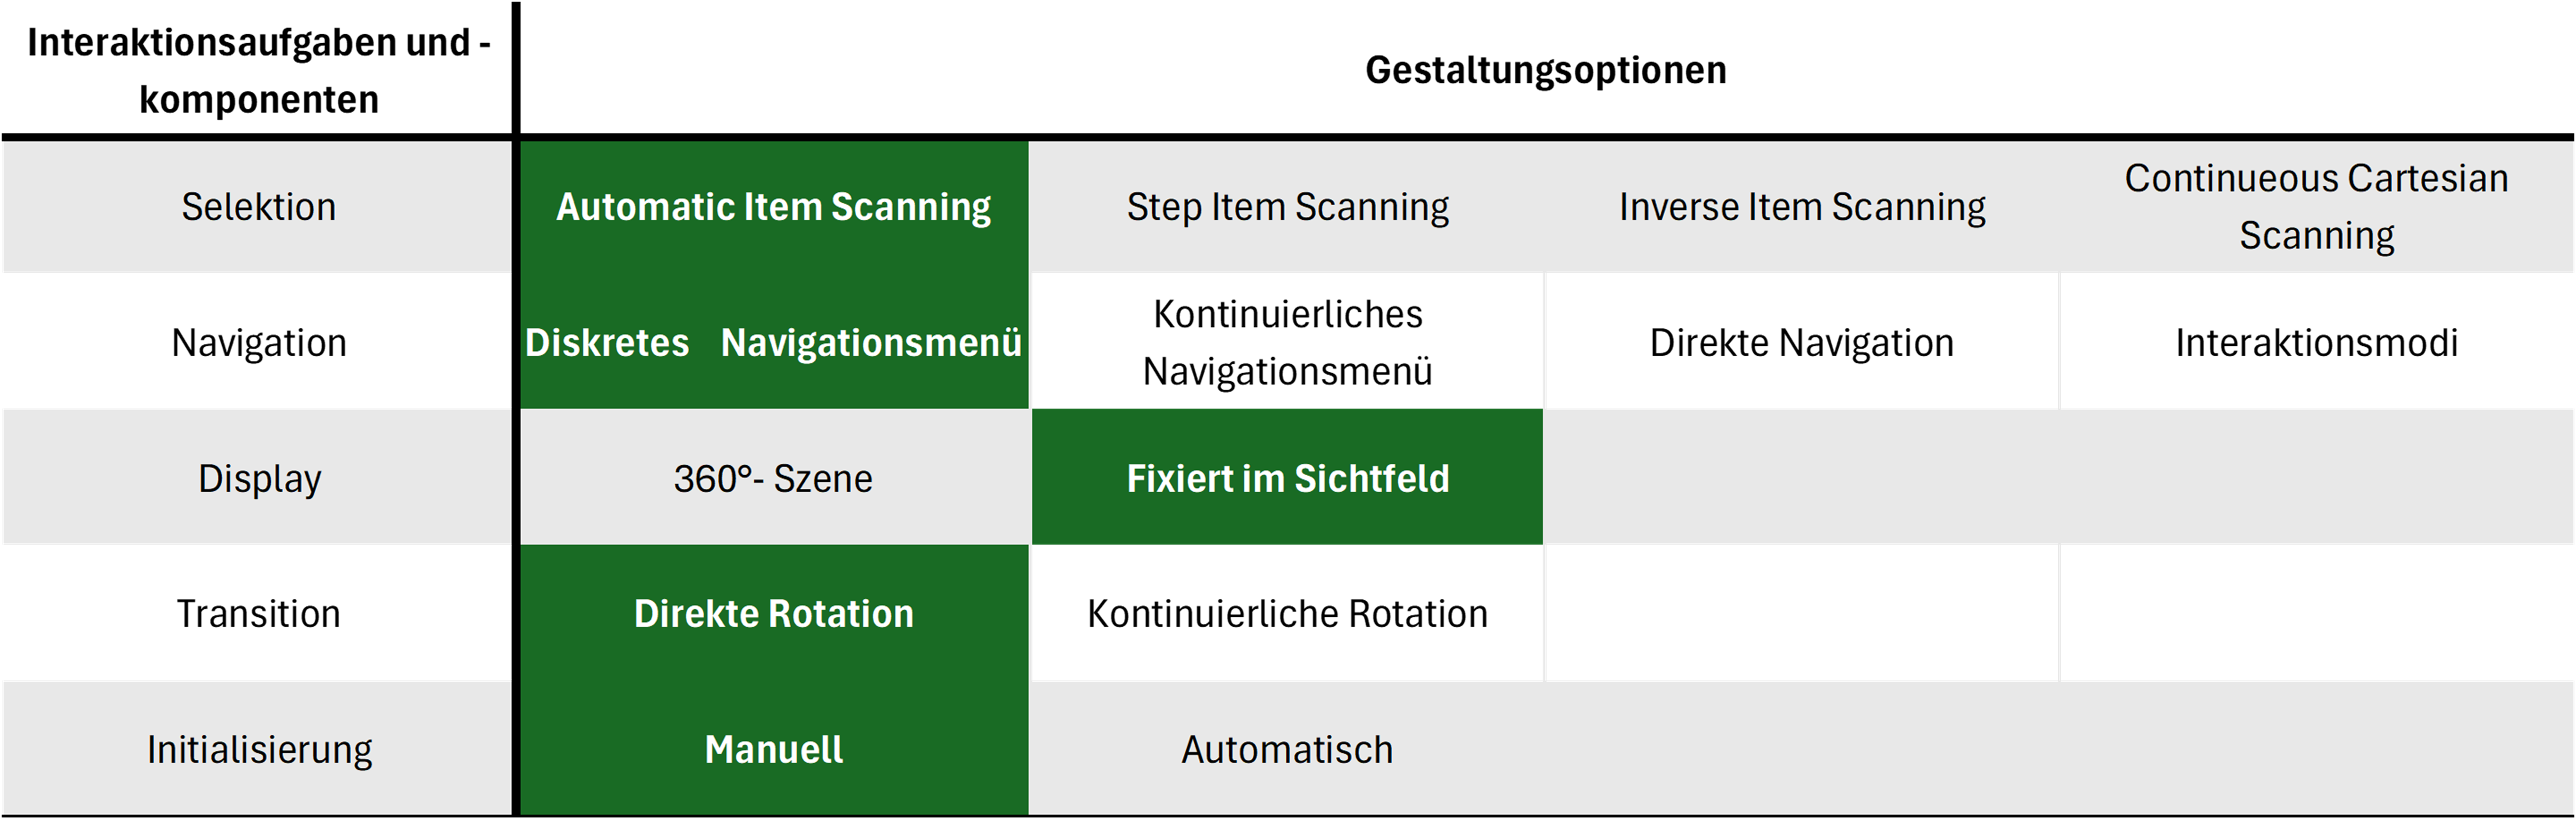 Interaktionsaufgaben und -
komponenten
Gestaltungsoptionen
Selektion
Automatic Item Scanning
Step Item Scanning
Inverse Item Scanning
Continueous Cartesian
Scanning
Navigation
Diskretes Navigationsmenü
Kontinuierliches
Navigationsmenü
Direkte Navigation
Interaktionsmodi
Display
360°- Szene
Fixiert im Sichtfeld
Transition
Direkte Rotation
Kontinuierliche Rotation
Initialisierung
Manuell
Automatisch